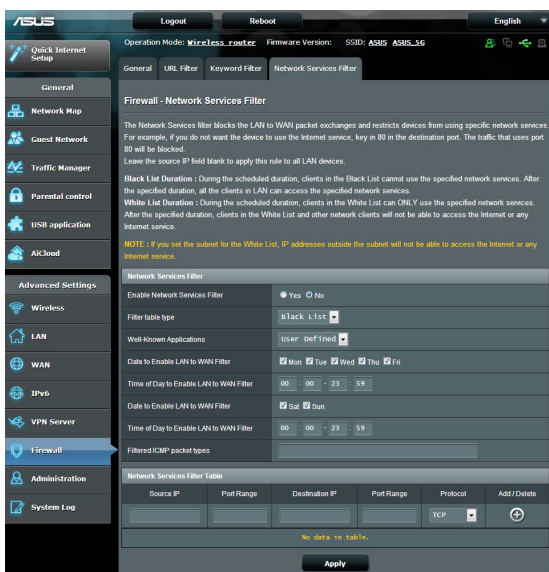 ASUS
Logout
Reboot
English
Operation Mode: Wireless router Firmware Version: SSID: ASUS ASUS_5G
Quick Internet Setup
General
Network Map
Guest Network
Traffic Manager
Parental control
USB application
AiCloud
Advanced Settings
Wireless
LAN
WAN
IPv6
VPN Server
Firewall
Administration
System Log
General URL Filter Keyword Filter Network Services Filter
Firewall - Network Services Filter
The Network Services filter blocks the LAN to WAN packet exchanges and restricts devices from using specific network services.
For example, if you do not want the device to use the Internet service, key in 80 in the destination port. The traffic that uses port
80 will be blocked.
Leave the source IP field blank to apply this rule to all LAN devices.
Black List Duration : During the scheduled duration, clients in the Black List cannot use the specified network services. After
the specified duration, all the clients in LAN can access the specified network services.
White List Duration : During the scheduled duration, clients in the White List can ONLY use the specified network services.
After the specified duration, clients in the White List and other network clients will not be able to access the Internet or any
Internet service.
NOTE : If you set the subnet for the White List, IP addresses outside the subnet will not be able to access the Internet or any
Internet service.
Network Services Filter
Enable Network Services Filter Yes No
Filter table type Black List
Well-Known Applications User Defined
Date to Enable LAN to WAN Filter Mon Tue Wed Thu Fri
Time of Day to Enable LAN to WAN Filter 00 : 00 - 23 : 59
Date to Enable LAN to WAN Filter Sat Sun
Time of Day to Enable LAN to WAN Filter 00 : 00 - 23 : 59
Filtered ICMP packet types
Network Services Filter Table
Source IP Port Range Destination IP Port Range Protocol Add / Delete
TCP
No data in table.
Apply